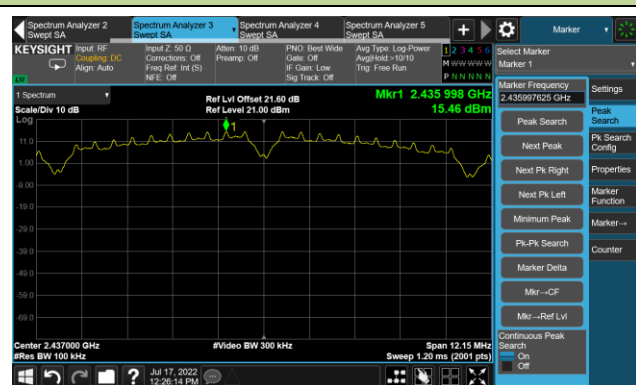 Spectrum Analyzer 2
Swept SA
Spectrum Analyzer 3
Swept SA
Spectrum Analyzer 4
Swept SA
Spectrum Analyzer 5
Swept SA
+
Marker
KEYSIGHT
Input: RF
Coupling: DC
Align: Auto
Input Z: 50 Ω
Corrections: Off
Freq Ref: Int (S)
NFE: Off
Atten: 10 dB
Preamp: Off
PNO: Best Wide
Gate: Off
IF Gain: Low
Sig Track: Off
Avg Type: Log-Power
Avg|Hold:>10/10
Trig: Free Run
1 2 3 4 5 6
M W W W W W
P N N N N N
LVI
Select Marker
Marker 1
1 Spectrum
Scale/Div 10 dB
Ref Lvl Offset 21.60 dB
Ref Level 21.00 dBm
Mkr1 2.435 998 GHz
15.46 dBm
Log
1
11.0
1.00
-9.00
-19.0
-29.0
-39.0
-49.0
-59.0
-69.0
Center 2.437000 GHz
#Res BW 100 kHz
#Video BW 300 kHz
Span 12.15 MHz
Sweep 1.20 ms (2001 pts)
Marker Frequency
2.435997625 GHz
Peak Search
Next Peak
Next Pk Right
Next Pk Left
Minimum Peak
Pk-Pk Search
Marker Delta
Mkr→CF
Mkr→Ref Lvl
Continuous Peak
Search
On
Off
Settings
Peak
Search
Pk Search
Config
Properties
Marker
Function
Marker→
Counter
?
Jul 17, 2022
12:26:14 PM